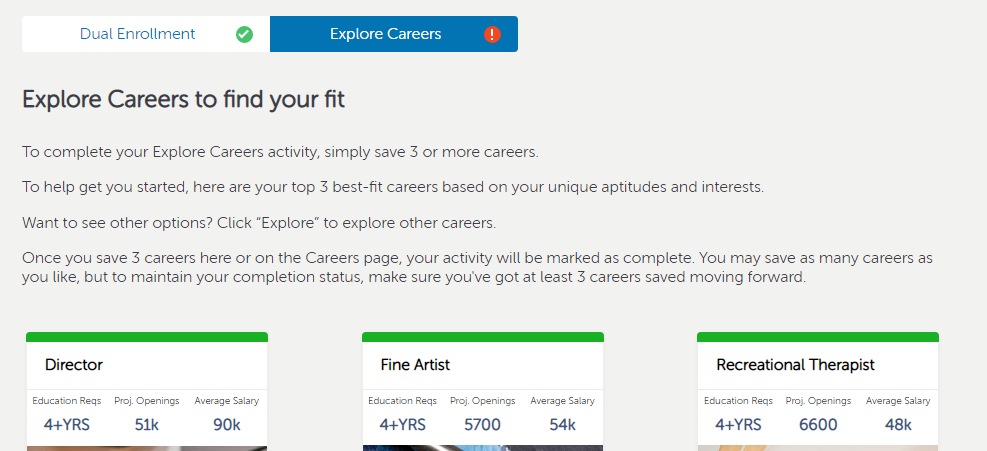 Dual Enrollment
Explore Careers
Explore Careers to find your fit
To complete your Explore Careers activity, simply save 3 or more careers.
To help get you started, here are your top 3 best-fit careers based on your unique aptitudes and interests.
Want to see other options? Click “Explore” to explore other careers.
Once you save 3 careers here or on the Careers page, your activity will be marked as complete. You may save as many careers as
you like, but to maintain your completion status, make sure you've got at least 3 careers saved moving forward.
Director
Education Reqs Proj. Openings Average Salary
4+YRS 51k 90k
Fine Artist
Education Reqs Proj. Openings Average Salary
4+YRS 5700 54k
Recreational Therapist
Education Reqs Proj. Openings Average Salary
4+YRS 6600 48k